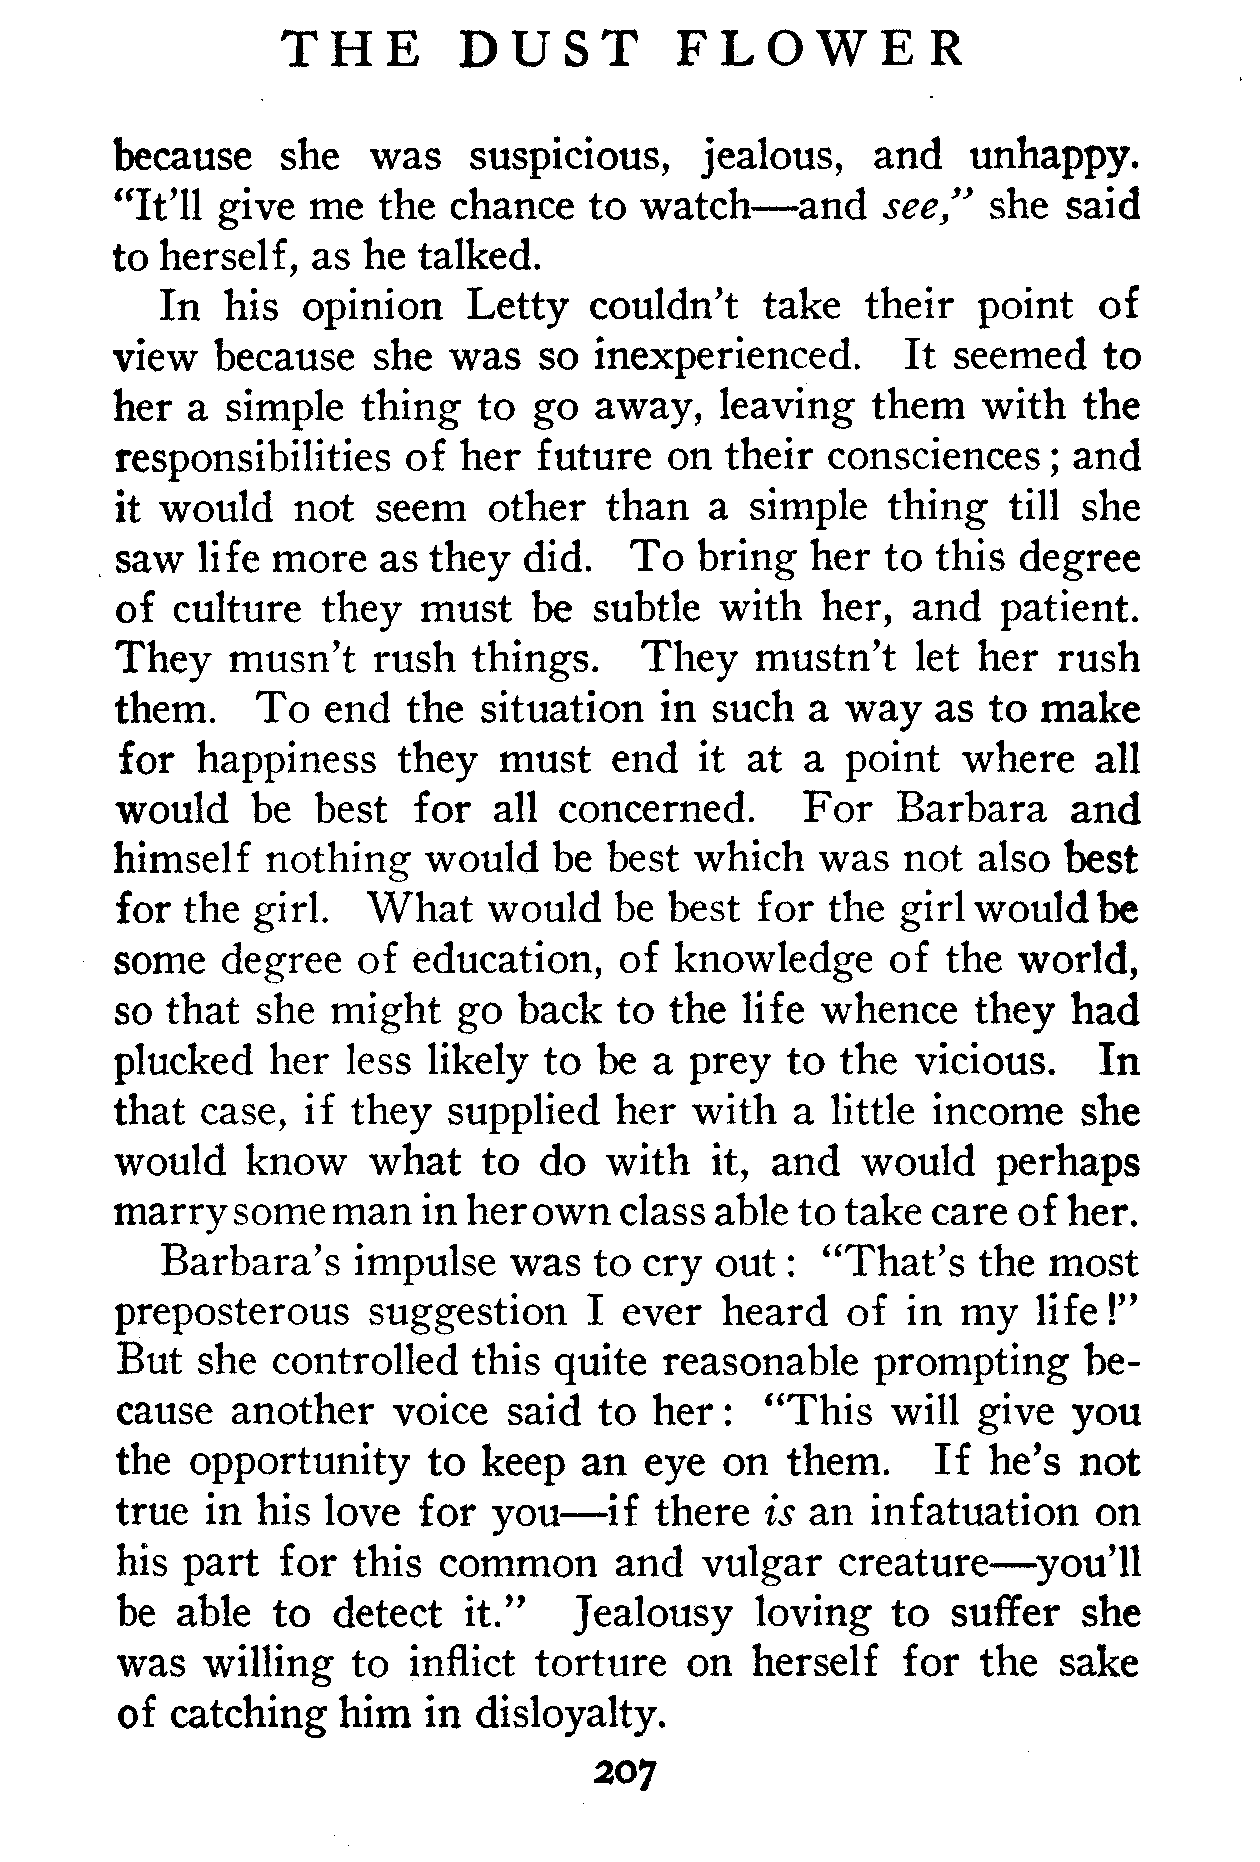 THE DUST FLOWER
because she was suspicious, jealous, and unhappy.
“It’ll give me the chance to watch—and see,” she said
to herself, as he talked.
In his opinion Letty couldn’t take their point of
view because she was so inexperienced. It seemed to
her a simple thing to go away, leaving them with the
responsibilities of her future on their consciences; and
it would not seem other than a simple thing till she
saw life more as they did. To bring her to this degree
of culture they must be subtle with her, and patient.
They musn’t rush things. They mustn’t let her rush
them. To end the situation in such a way as to make
for happiness they must end it at a point where all
would be best for all concerned. For Barbara and
himself nothing would be best which was not also best
for the girl. What would be best for the girl would be
some degree of education, of knowledge of the world,
so that she might go back to the life whence they had
plucked her less likely to be a prey to the vicious. In
that case, if they supplied her with a little income she
would know what to do with it, and would perhaps
marry some man in her own class able to take care of her.
Barbara’s impulse was to cry out: “That’s the most
preposterous suggestion I ever heard of in my life!”
But she controlled this quite reasonable prompting be-
cause another voice said to her: “This will give you
the opportunity to keep an eye on them. If he’s not
true in his love for you—if there is an infatuation on
his part for this common and vulgar creature—you’ll
be able to detect it.” Jealousy loving to suffer she
was willing to inflict torture on herself for the sake
of catching him in disloyalty.
207